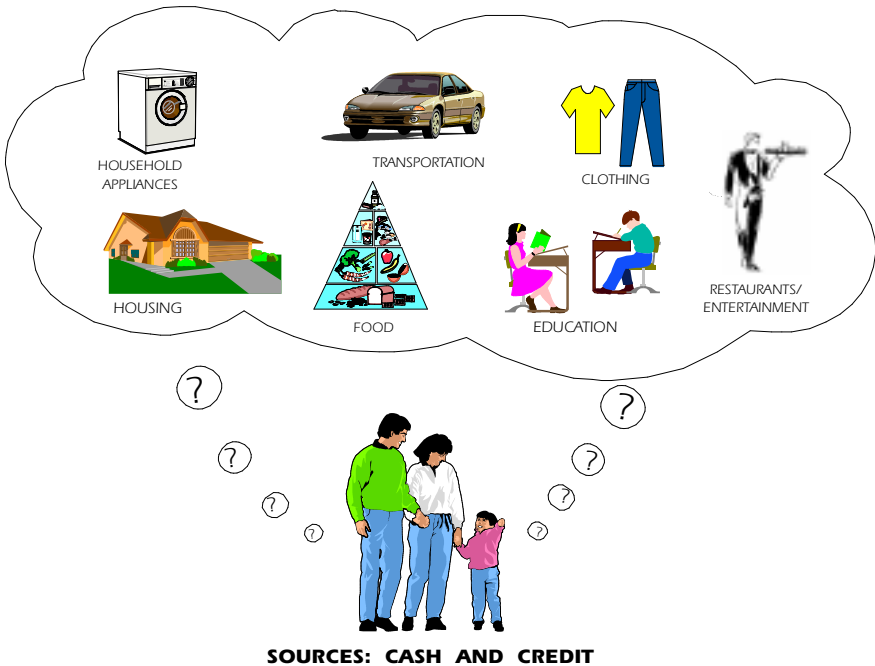 HOUSEHOLD
APPLIANCES
TRANSPORTATION
CLOTHING
HOUSING
FOOD
EDUCATION
RESTAURANTS/
ENTERTAINMENT
?
?
?
?
?
?
?
?
SOURCES: CASH AND CREDIT